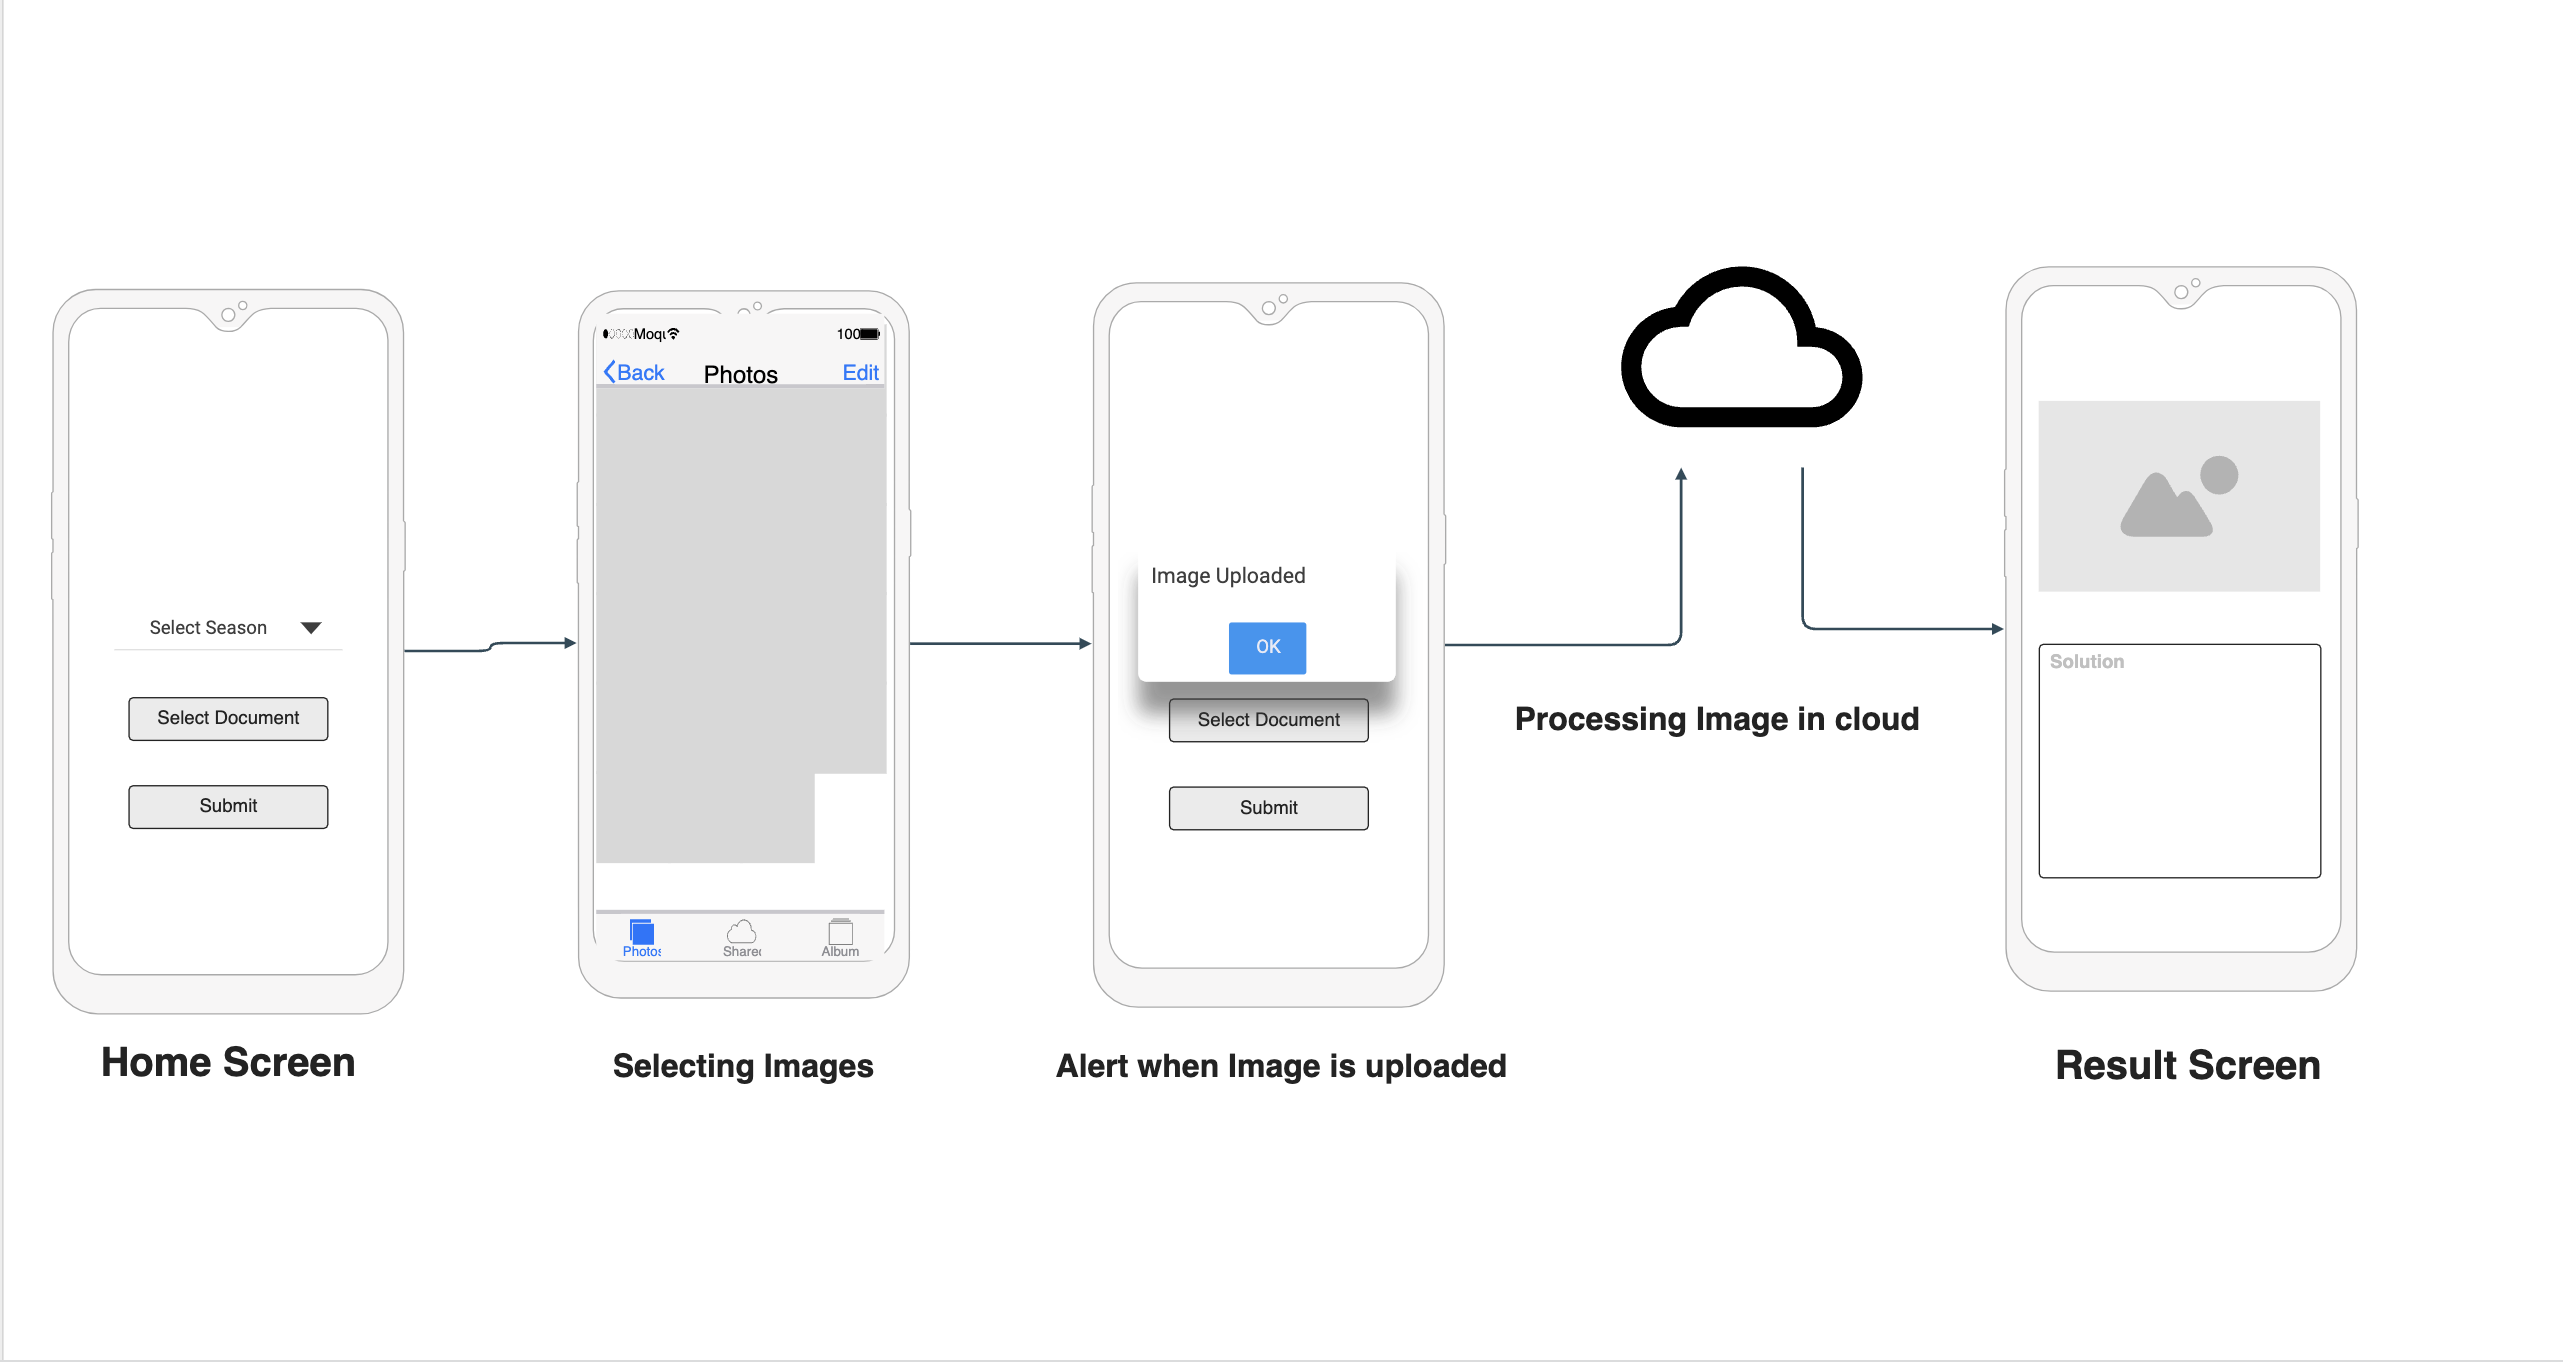 Select Season
Select Document
Submit
Home Screen
100
Back Photos Edit
Photos Shared Album
Selecting Images
Image Uploaded
OK
Select Document
Submit
Alert when Image is uploaded
Processing Image in cloud
Solution
Result Screen